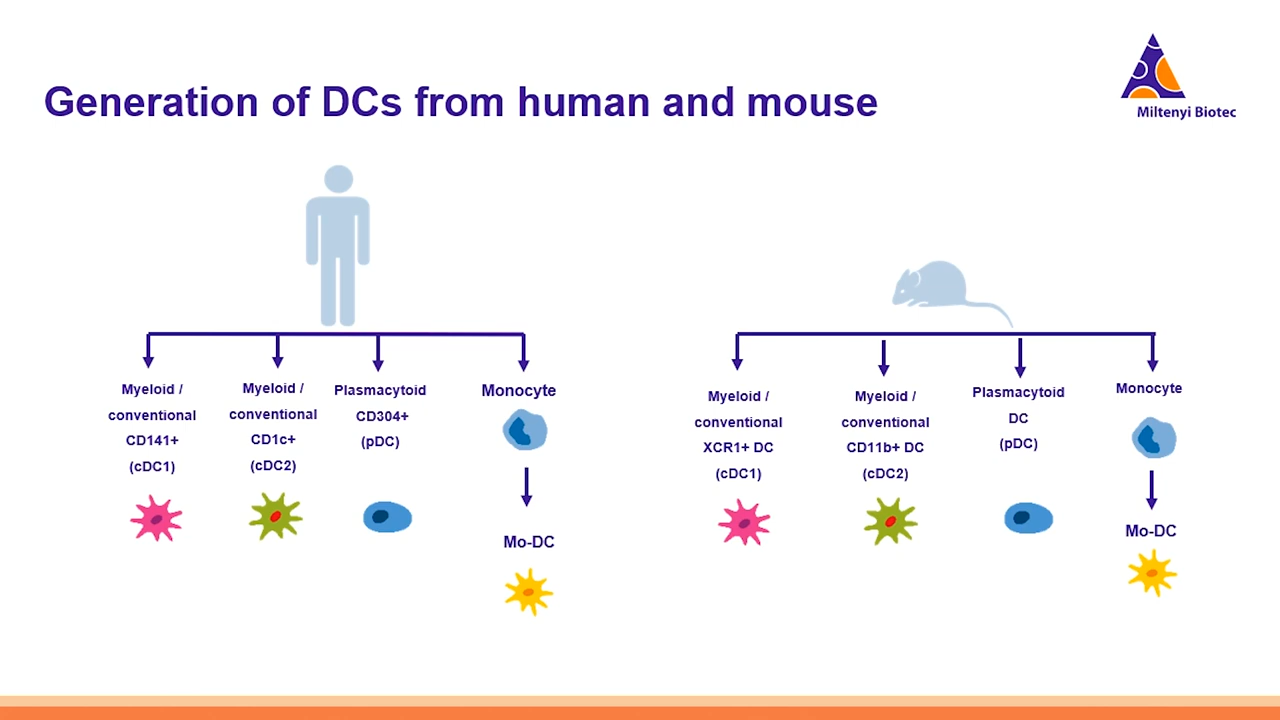 Generation of DCs from human and mouse
Miltenyi Biotec
Myeloid /
conventional
CD141+
(cDC1)
Myeloid /
conventional
CD1c+
(cDC2)
Plasmacytoid
CD304+
(pDC)
Monocyte
Mo-DC
Myeloid /
conventional
XCR1+ DC
(cDC1)
Myeloid /
conventional
CD11b+ DC
(cDC2)
Plasmacytoid
DC
(pDC)
Monocyte
Mo-DC